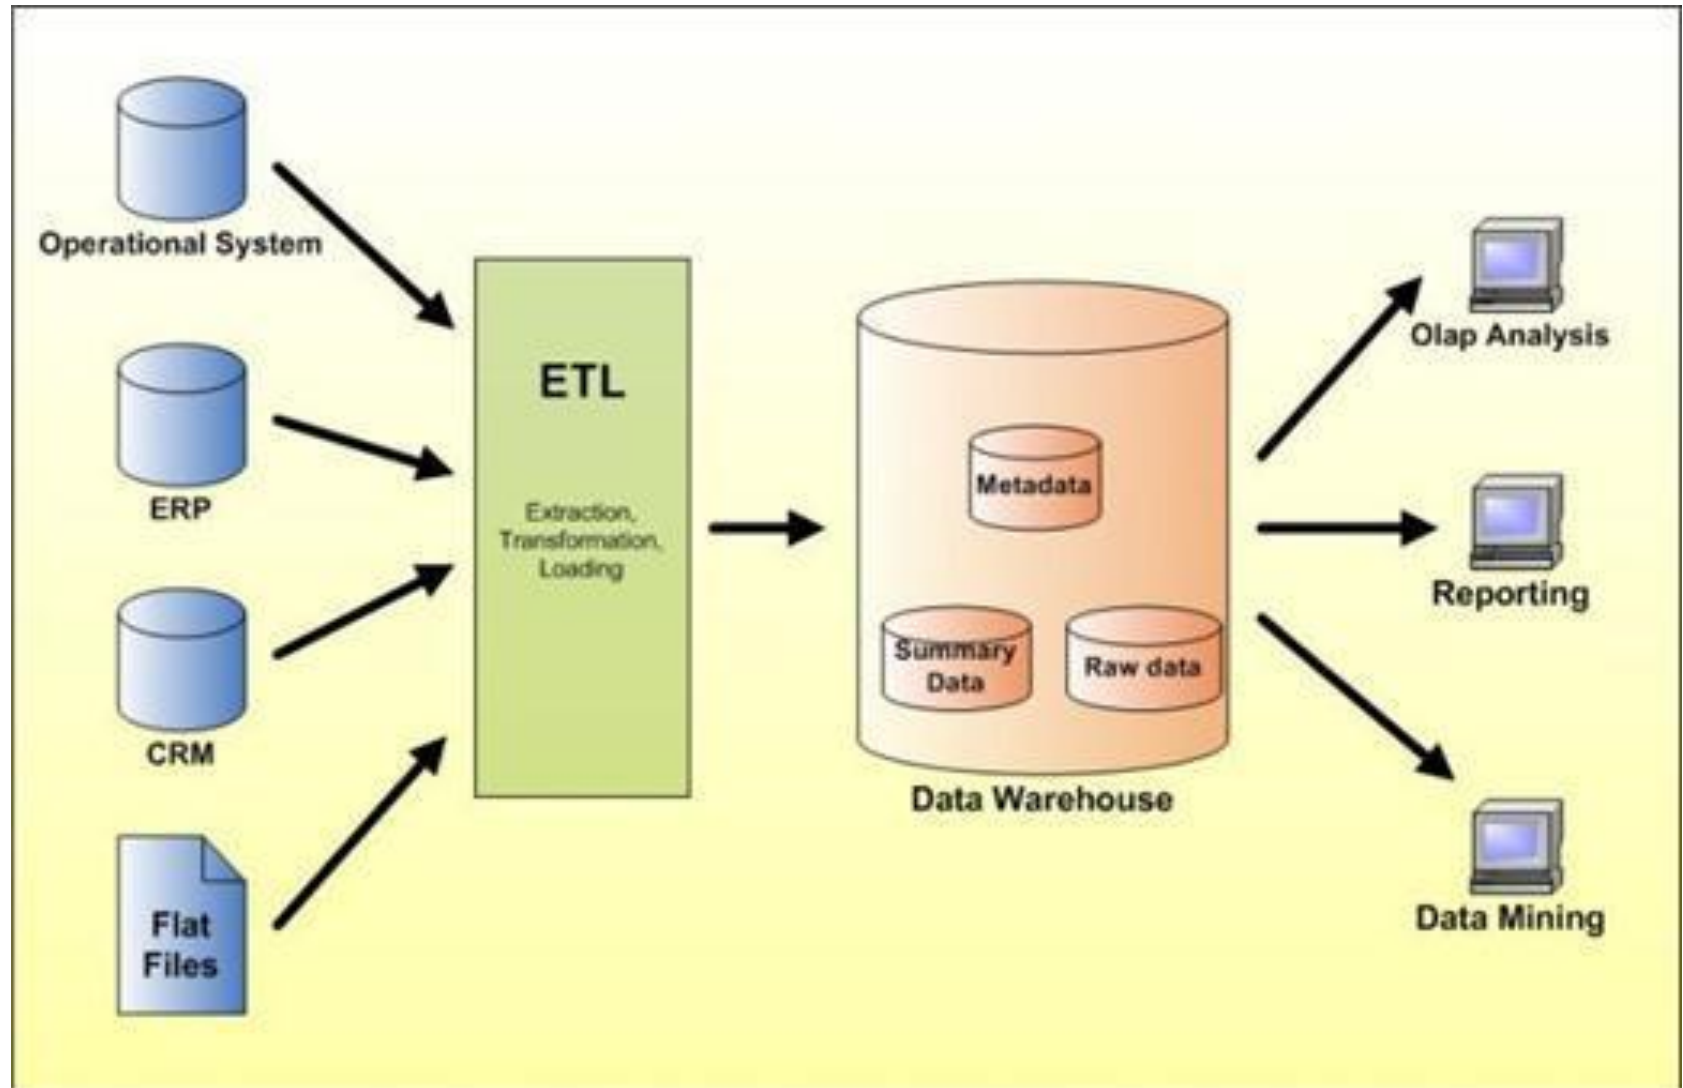 Operational System
ERP
CRM
Flat
Files
ETL
Extraction,
Transformation,
Loading
Metadata
Summary
Data
Raw data
Data Warehouse
Olap Analysis
Reporting
Data Mining